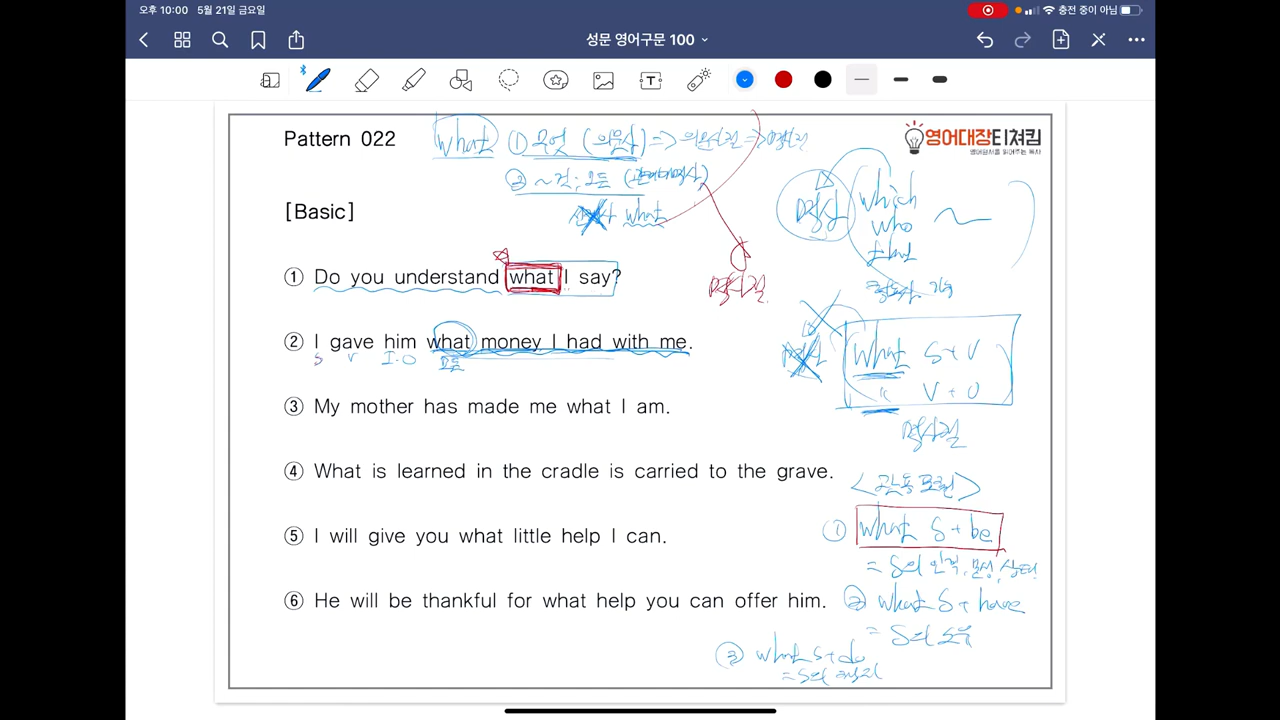 오후 10:00 5월 21일 금요일
충전 중이 아님
성문 영어구문 100
Pattern 022
what ① 무엇 (의문사) => 의문사절 => 명사절
② ~것; 모든 (관계대명사)
선행사 what
영어대장티쳐킴
[Basic]
명사 which
who
that
명사절
① Do you understand what I say?
② I gave him what money I had with me.
S V I·O 모든
what S+V
" V+O
명사절
③ My mother has made me what I am.
④ What is learned in the cradle is carried to the grave.
<관용표현>
① what S+be
= S의 인격, 모습, 상태
⑤ I will give you what little help I can.
⑥ He will be thankful for what help you can offer him.
② what S+have
= S의 소유
③ what S+do
= S의